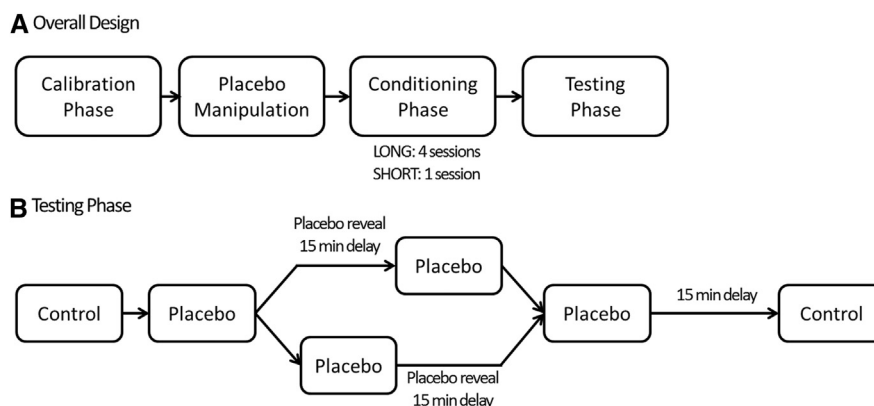 A Overall Design
Calibration
Phase
Placebo
Manipulation
Conditioning
Phase
Testing
Phase
LONG: 4 sessions
SHORT: 1 session
B Testing Phase
Placebo reveal
15 min delay
Placebo
Control
Placebo
Placebo
15 min delay
Control
Placebo
Placebo reveal
15 min delay